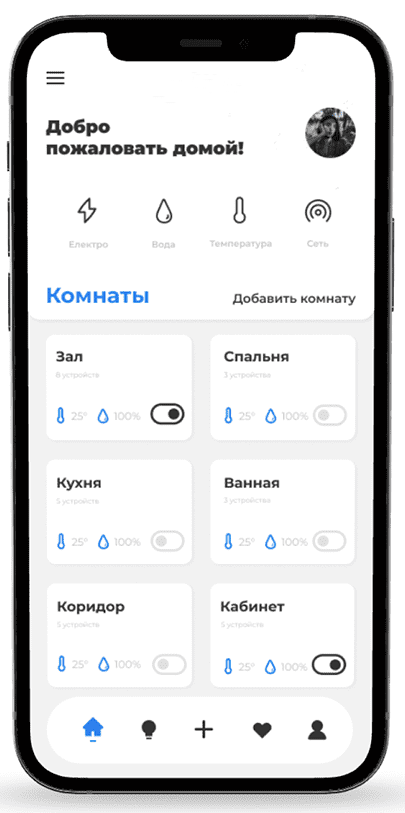 Добро
пожаловать домой!
Електро
Вода
Температура
Сеть
Комнаты
Добавить комнату
Зал
8 устройств
25° 100%
Спальня
3 устройства
25° 100%
Кухня
5 устройств
25° 100%
Ванная
3 устройства
25° 100%
Коридор
5 устройств
25° 100%
Кабинет
5 устройств
25° 100%